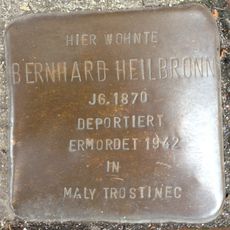 HIER WOHNTE
BERNHARD HEILBRONN
JG. 1870
DEPORTIERT
ERMORDET 1942
IN
MALY TROSTINEC